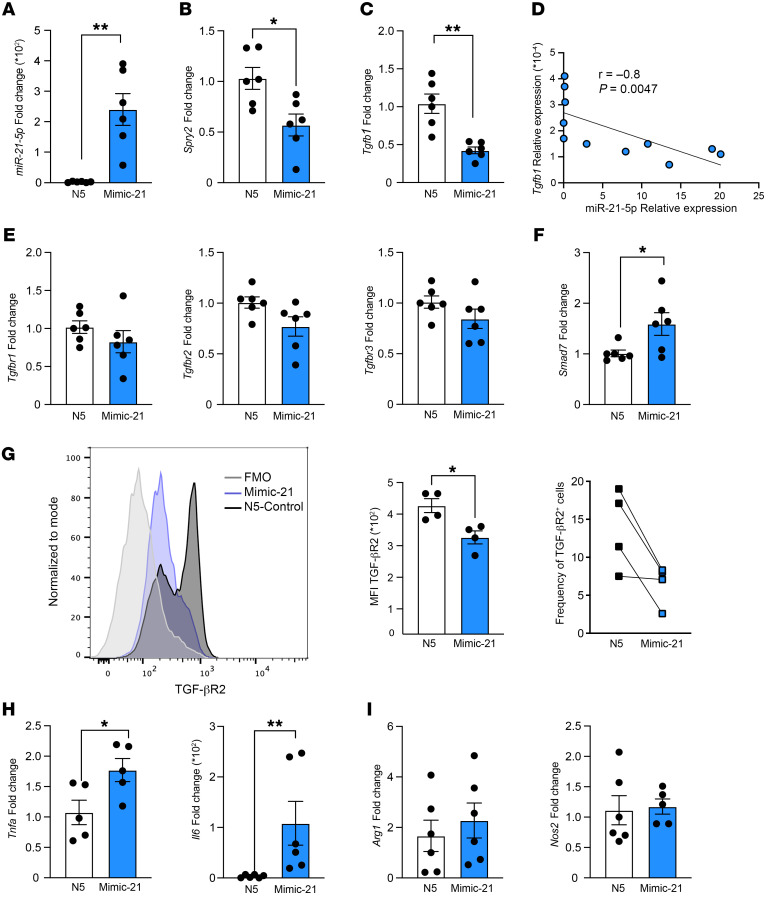 A
miR-21-5p Fold change (*10²)
5
4
3
2
1
0
**
N5
Mimic-21
B
Spry2 Fold change
1.5
1.0
0.5
0
*
N5
Mimic-21
C
Tgfb1 Fold change
2.0
1.5
1.0
0.5
0
**
N5
Mimic-21
D
Tgfb1 Relative expression (*10⁻⁴)
5
4
3
2
1
0
r = –0.8
P = 0.0047
0
5
10
15
20
25
miR-21-5p Relative expression
E
Tgfbr1 Fold change
2.0
1.5
1.0
0.5
0
N5
Mimic-21
Tgfbr2 Fold change
1.5
1.0
0.5
0
N5
Mimic-21
Tgfbr3 Fold change
1.5
1.0
0.5
0
N5
Mimic-21
F
Smad7 Fold change
3
2
1
0
*
N5
Mimic-21
G
Normalized to mode
100
80
60
40
20
0
FMO
Mimic-21
N5-Control
0
10²
10³
10⁴
TGF-βR2
MFI TGF-βR2 (*10²)
5
4
3
2
1
0
*
N5
Mimic-21
Frequency of TGF-βR2⁺ cells
20
15
10
5
0
N5
Mimic-21
H
Tnfa Fold change
2.5
2.0
1.5
1.0
0.5
0
*
N5
Mimic-21
Il6 Fold change (*10²)
3
2
1
0
**
N5
Mimic-21
I
Arg1 Fold change
6
4
2
0
N5
Mimic-21
Nos2 Fold change
2.5
2.0
1.5
1.0
0.5
0
N5
Mimic-21